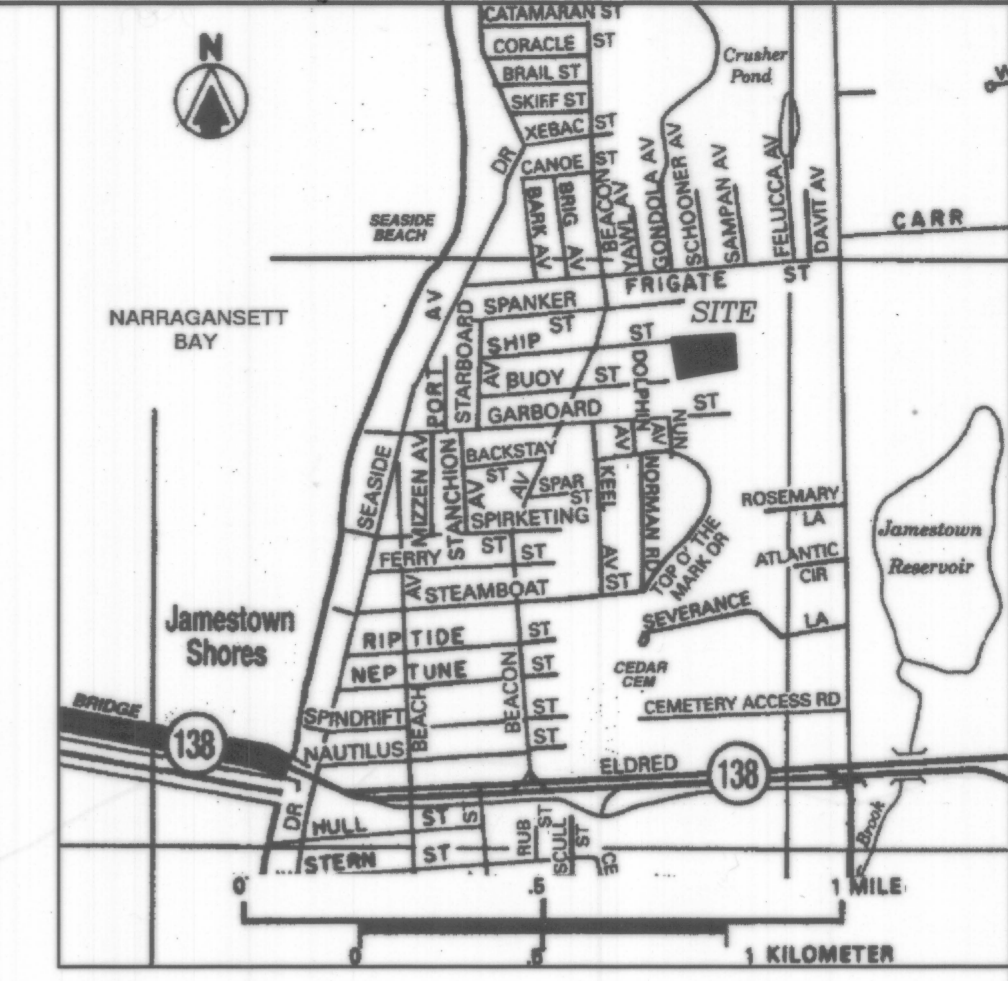 CATAMARAN ST
N
CORACLE ST
BRAIL ST
Crusher
Pond
SKIFF ST
XEBAC ST
DR
CANOE ST
BARK AV
BRIG AV
BEACON
YAWL AV
GONDOLA AV
SCHOONER AV
SAMPAN AV
FELUCCA AV
DAVIT AV
CARR
SEASIDE
BEACH
FRIGATE ST
NARRAGANSETT
BAY
AV
PORT
STARBOARD
AV
SPANKER
ST
SITE
SHIP ST
DOLPHIN
AV
BUOY ST
GARBOARD ST
NUN
SEASIDE
MIZZEN AV
STANCHION
AV
BACKSTAY
ST
AV
SPAR
ST
AV
KEEL
AV
NORMAN RD
SPIRKETING
ST
TOP O' THE
MARK DR
ROSEMARY
LA
Jamestown
Reservoir
FERRY ST
ATLANTIC
CIR
AV
STEAMBOAT ST
Jamestown
Shores
SEVERANCE LA
RIP TIDE ST
NEPTUNE ST
CEDAR
CEM
BEACH
BEACON
BRIDGE
SPINDRIFT ST
CEMETERY ACCESS RD
138
NAUTILUS ST
ELDRED
138
DR
HULL ST
ST
RUB
ST
SCULL
ST
CE
Brook
STERN ST
0 .5 1 MILE
0 .5 1 KILOMETER